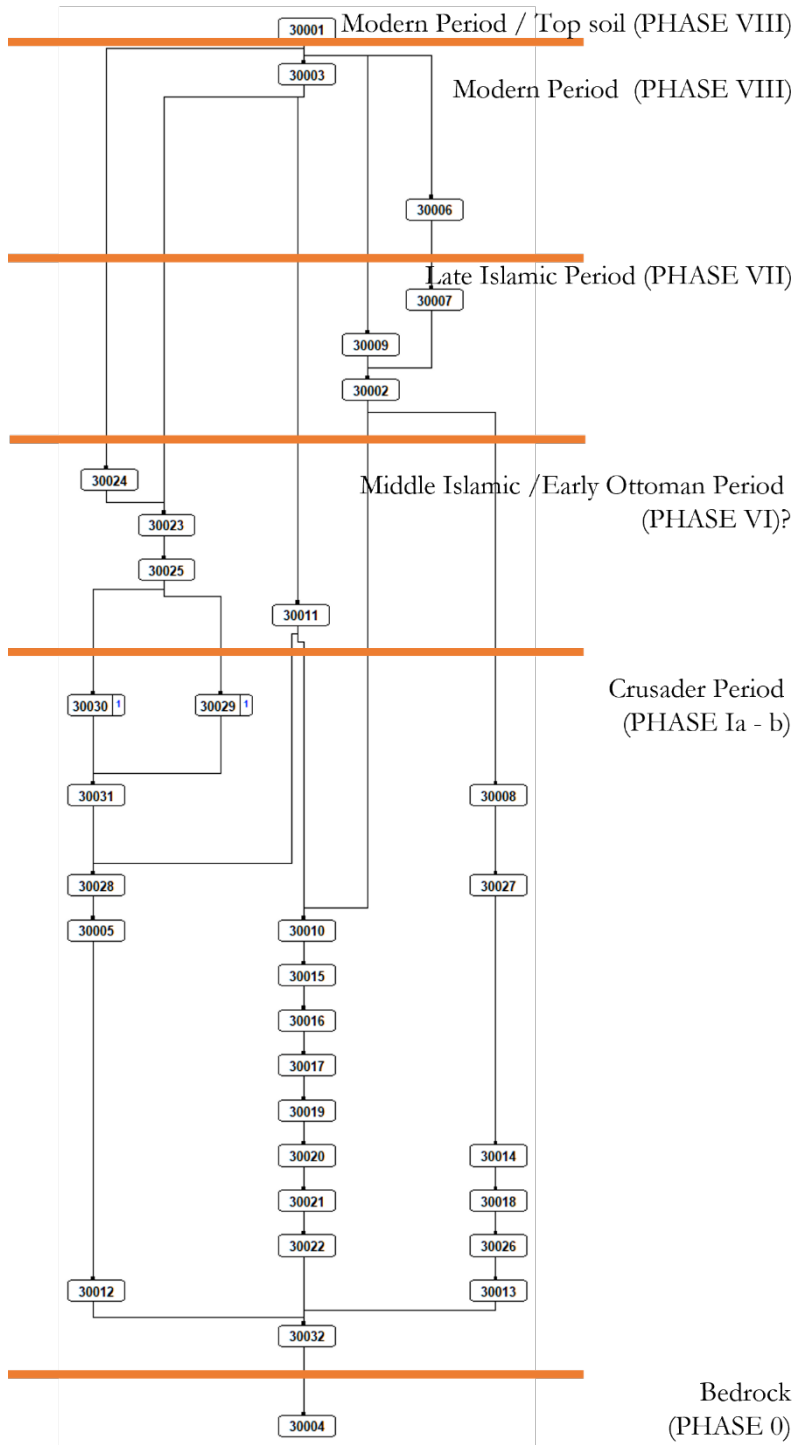 30001 Modern Period / Top soil (PHASE VIII)
30003
Modern Period (PHASE VIII)
30006
Late Islamic Period (PHASE VII)
30007
30009
30002
30024
Middle Islamic /Early Ottoman Period
(PHASE VI)?
30023
30025
30011
Crusader Period
(PHASE Ia - b)
30030 1 30029 1
30031 30008
30028 30027
30005 30010
30015
30016
30017
30019
30020 30014
30021 30018
30022 30026
30012 30013
30032
Bedrock
(PHASE 0)
30004